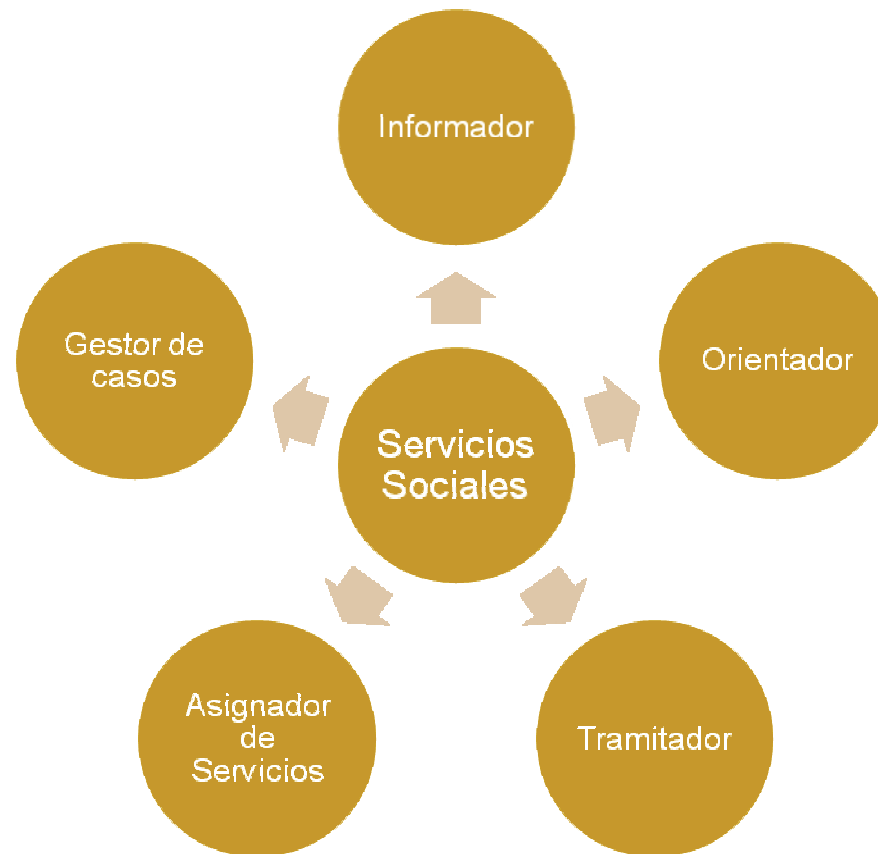 Informador
Gestor de
casos
Orientador
Servicios
Sociales
Asignador
de
Servicios
Tramitador